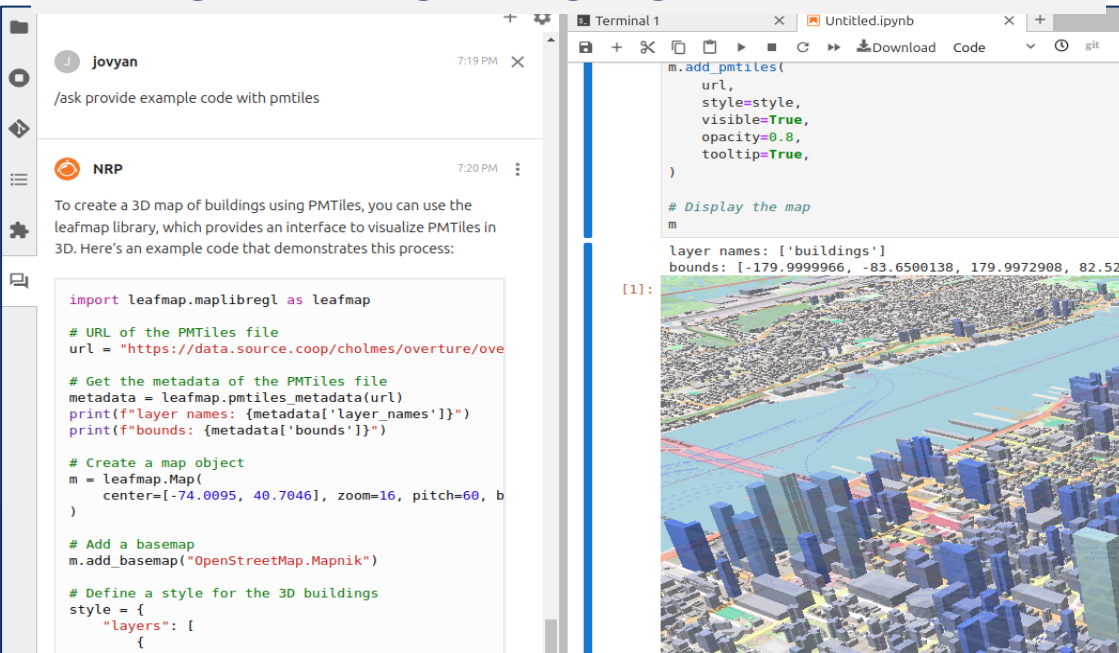 J jovyan 7:19 PM
/ask provide example code with pmtiles
NRP 7:20 PM
To create a 3D map of buildings using PMTiles, you can use the
leafmap library, which provides an interface to visualize PMTiles in
3D. Here's an example code that demonstrates this process:
import leafmap.maplibregl as leafmap
# URL of the PMTiles file
url = "https://data.source.coop/cholmes/overture/ove
# Get the metadata of the PMTiles file
metadata = leafmap.pmtiles_metadata(url)
print(f"layer names: {metadata['layer_names']}")
print(f"bounds: {metadata['bounds']}")
# Create a map object
m = leafmap.Map(
center=[-74.0095, 40.7046], zoom=16, pitch=60, b
)
# Add a basemap
m.add_basemap("OpenStreetMap.Mapnik")
# Define a style for the 3D buildings
style = {
"layers": [
{
Terminal 1 Untitled.ipynb
Download Code git
m.add_pmtiles(
url,
style=style,
visible=True,
opacity=0.8,
tooltip=True,
)
# Display the map
m
layer names: ['buildings']
bounds: [-179.9999966, -83.6500138, 179.9972908, 82.52
[1]: